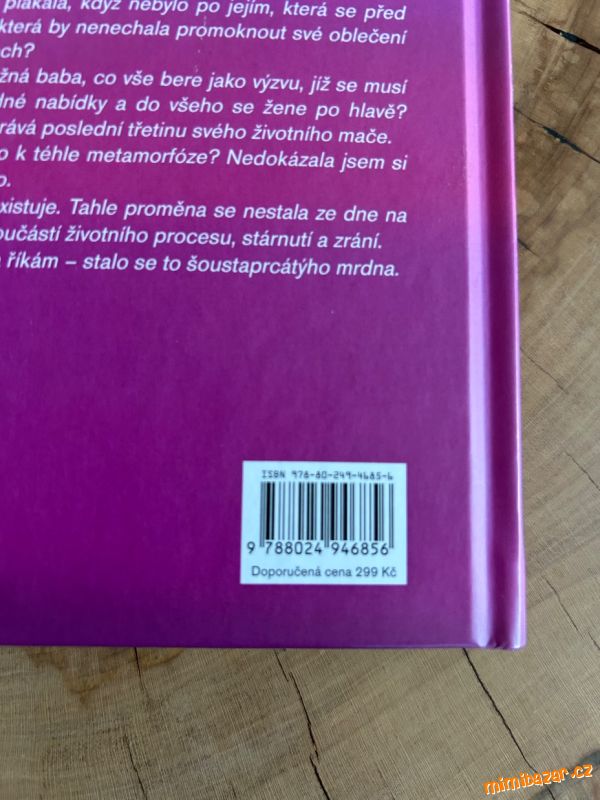 plakala, když nebylo po jejím, která se před
která by nenechala promoknout své oblečení
ech?
žná baba, co vše bere jako výzvu, jíž se musí
dné nabídky a do všeho se žene po hlavě?
rává poslední třetinu svého životního mače.
o k téhle metamorfóze? Nedokázala jsem si
o.
xistuje. Tahle proměna se nestala ze dne na
oučástí životního procesu, stárnutí a zrání.
říkám – stalo se to šoustaprcátýho mrdna.
ISBN 978-80-249-4685-6
9 788024 946856
Doporučená cena 299 Kč
mimibazar.cz